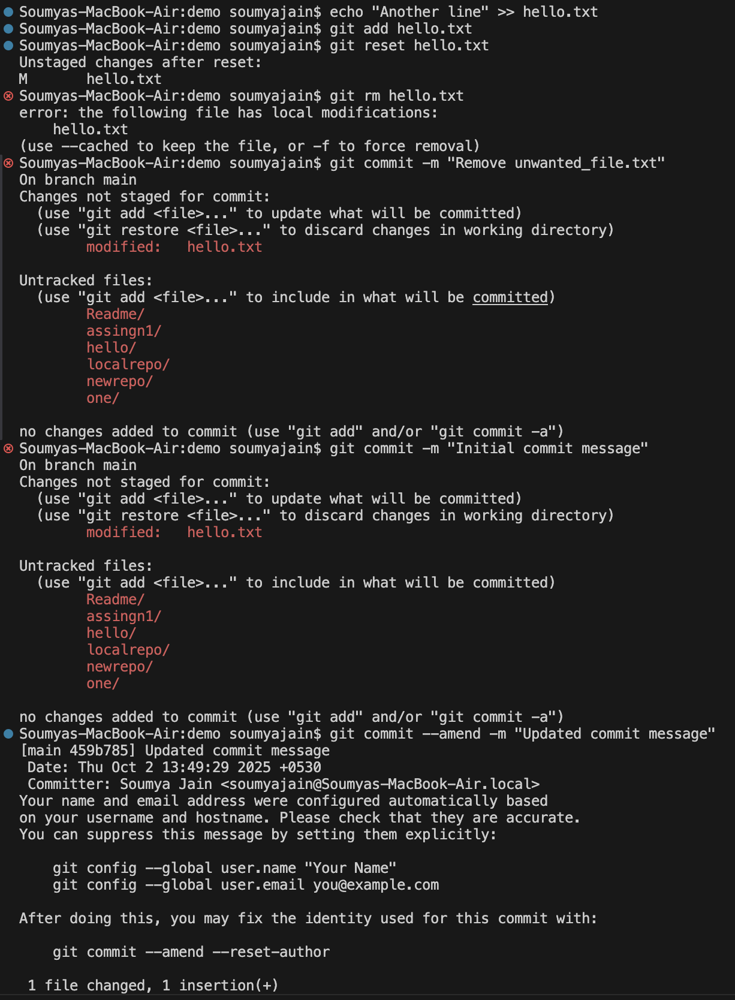 Soumyas-MacBook-Air:demo soumyajain$ echo "Another line" >> hello.txt
Soumyas-MacBook-Air:demo soumyajain$ git add hello.txt
Soumyas-MacBook-Air:demo soumyajain$ git reset hello.txt
Unstaged changes after reset:
M       hello.txt
Soumyas-MacBook-Air:demo soumyajain$ git rm hello.txt
error: the following file has local modifications:
    hello.txt
(use --cached to keep the file, or -f to force removal)
Soumyas-MacBook-Air:demo soumyajain$ git commit -m "Remove unwanted_file.txt"
On branch main
Changes not staged for commit:
  (use "git add <file>..." to update what will be committed)
  (use "git restore <file>..." to discard changes in working directory)
        modified:   hello.txt

Untracked files:
  (use "git add <file>..." to include in what will be committed)
        Readme/
        assingn1/
        hello/
        localrepo/
        newrepo/
        one/

no changes added to commit (use "git add" and/or "git commit -a")
Soumyas-MacBook-Air:demo soumyajain$ git commit -m "Initial commit message"
On branch main
Changes not staged for commit:
  (use "git add <file>..." to update what will be committed)
  (use "git restore <file>..." to discard changes in working directory)
        modified:   hello.txt

Untracked files:
  (use "git add <file>..." to include in what will be committed)
        Readme/
        assingn1/
        hello/
        localrepo/
        newrepo/
        one/

no changes added to commit (use "git add" and/or "git commit -a")
Soumyas-MacBook-Air:demo soumyajain$ git commit --amend -m "Updated commit message"
[main 459b785] Updated commit message
 Date: Thu Oct 2 13:49:29 2025 +0530
 Committer: Soumya Jain <soumyajain@Soumyas-MacBook-Air.local>
Your name and email address were configured automatically based
on your username and hostname. Please check that they are accurate.
You can suppress this message by setting them explicitly:

    git config --global user.name "Your Name"
    git config --global user.email you@example.com

After doing this, you may fix the identity used for this commit with:

    git commit --amend --reset-author

 1 file changed, 1 insertion(+)